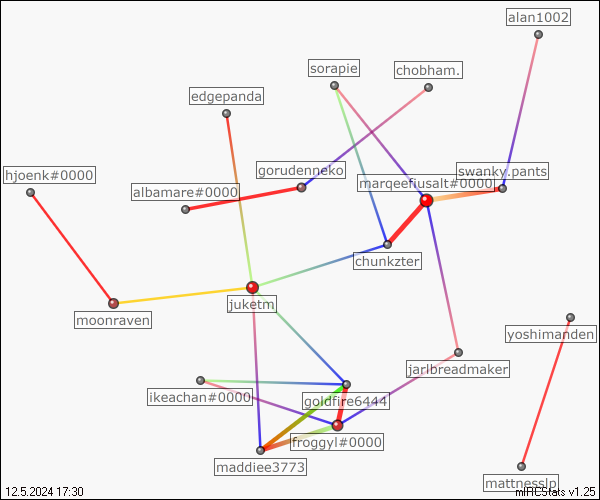 alan1002
sorapie
chobham.
edgepanda
hjoenk#0000
gorudenneko
swanky.pants
albamare#0000
marqeefiusalt#0000
chunkzter
juketm
moonraven
yoshimanden
jarlbreadmaker
ikeachan#0000
goldfire6444
froggyl#0000
maddiee3773
mattnesslp
12.5.2024 17:30
mIRCStats v1.25